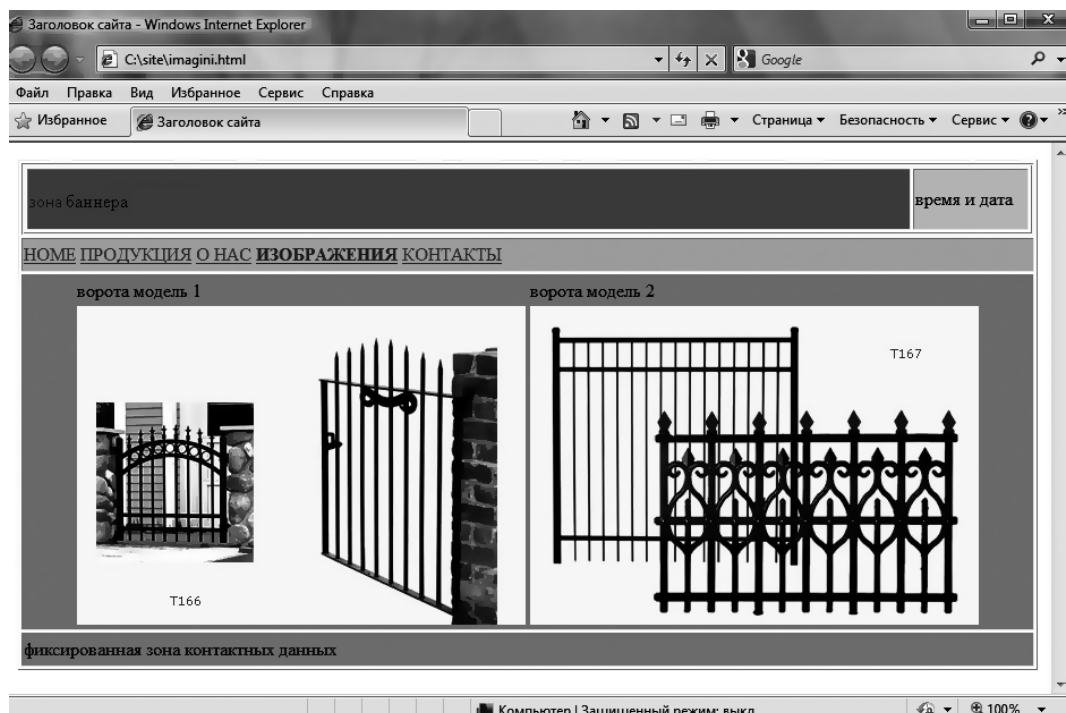 Заголовок сайта - Windows Internet Explorer
C:\site\imagini.html
Google
Файл Правка Вид Избранное Сервис Справка
Избранное
Заголовок сайта
Страница
Безопасность
Сервис
зона баннера
время и дата
HOME ПРОДУКЦИЯ О НАС ИЗОБРАЖЕНИЯ КОНТАКТЫ
ворота модель 1
ворота модель 2
T167
T166
фиксированная зона контактных данных
Компьютер | Защищенный режим: выкл
100%